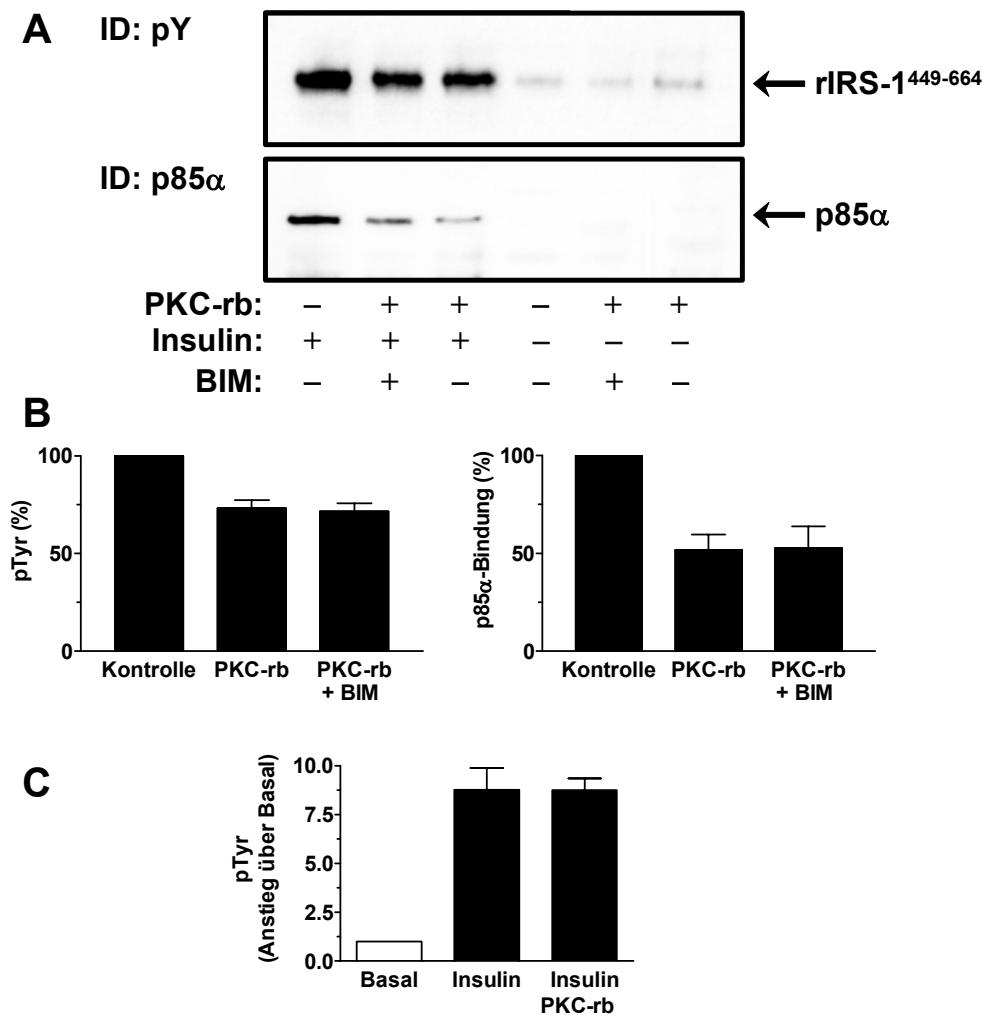 A
ID: pY
rIRS-1449-664
ID: p85α
p85α
PKC-rb: – + + – + +
Insulin: + + + – – –
BIM: – + – – + –
B
pTyr (%)
100
50
0
Kontrolle PKC-rb PKC-rb
+ BIM
p85α-Bindung (%)
100
50
0
Kontrolle PKC-rb PKC-rb
+ BIM
C
pTyr
(Anstieg über Basal)
10.0
7.5
5.0
2.5
0.0
Basal Insulin Insulin
PKC-rb